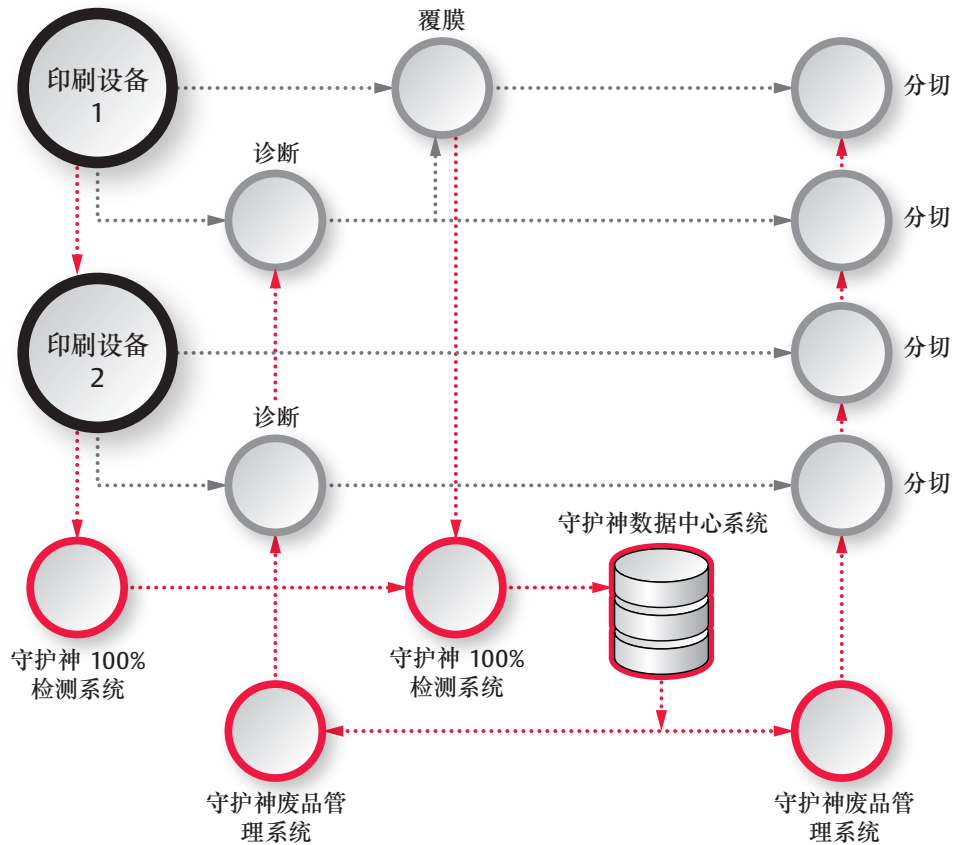 覆膜
印刷设备
1
分切
诊断
分切
印刷设备
2
分切
诊断
分切
守护神数据中心系统
守护神 100%
检测系统
守护神 100%
检测系统
守护神废品管
理系统
守护神废品管
理系统